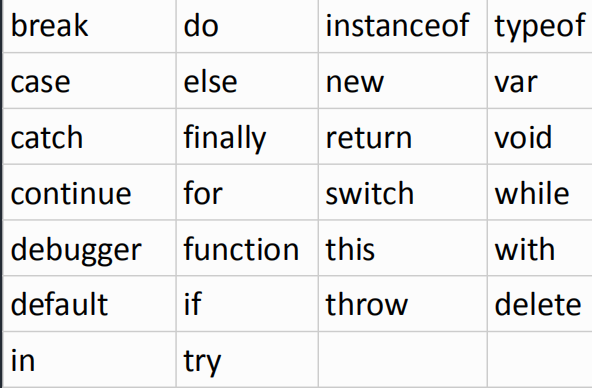 break do instanceof typeof
case else new var
catch finally return void
continue for switch while
debugger function this with
default if throw delete
in try